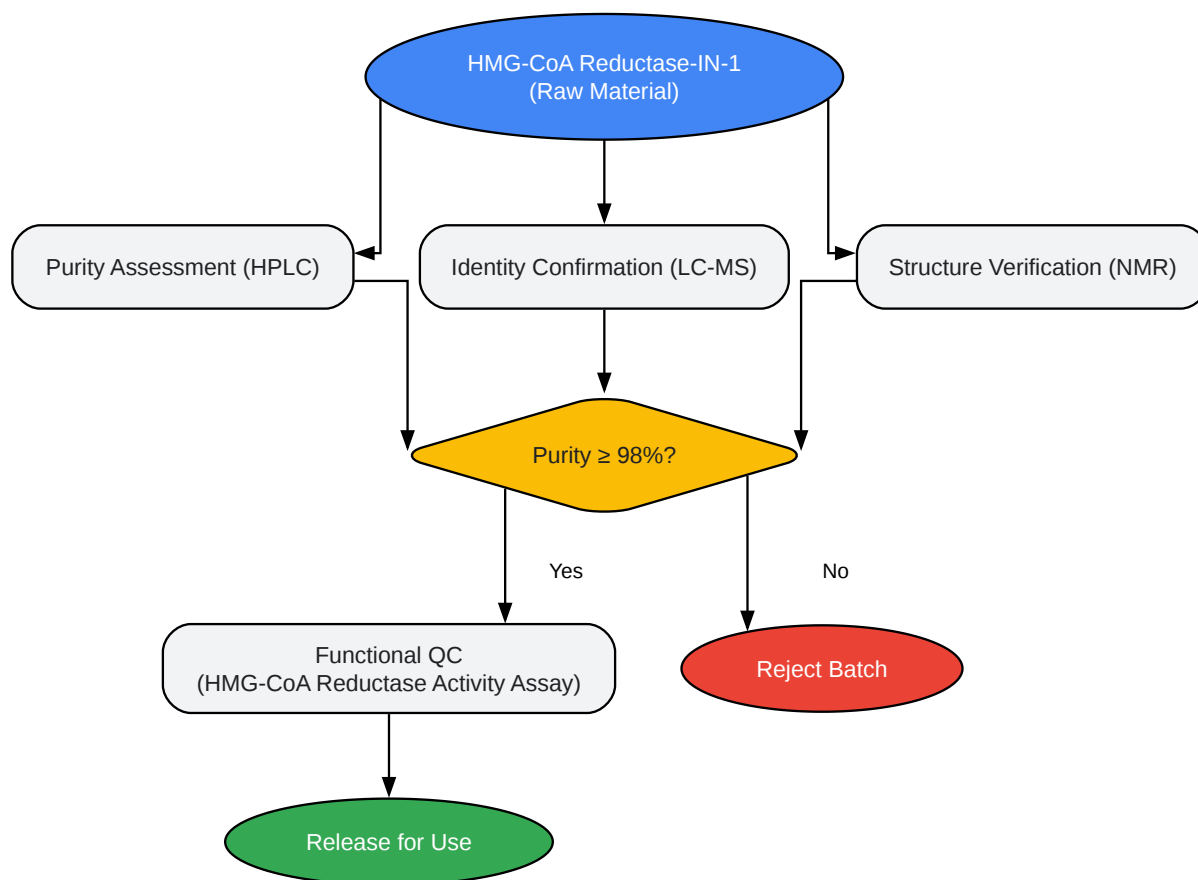 HMG-CoA Reductase-IN-1
(Raw Material)
Purity Assessment (HPLC)
Identity Confirmation (LC-MS)
Structure Verification (NMR)
Purity ≥ 98%?
Yes
No
Functional QC
(HMG-CoA Reductase Activity Assay)
Reject Batch
Release for Use